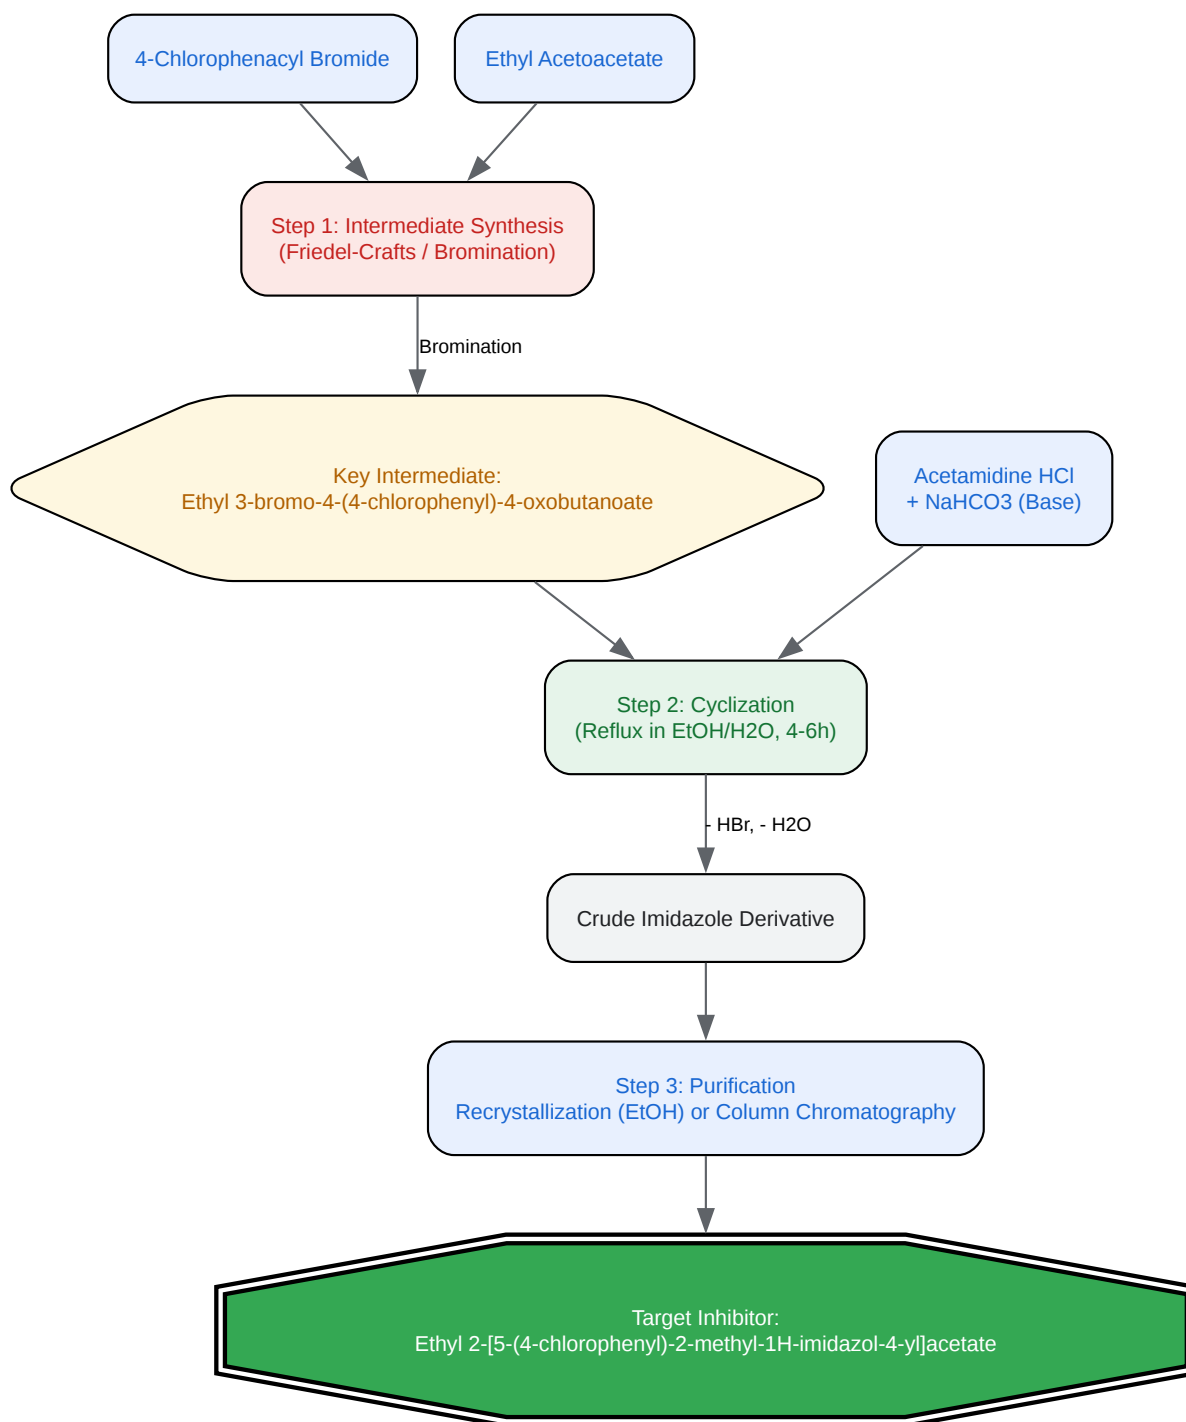 4-Chlorophenacyl Bromide
Ethyl Acetoacetate
Step 1: Intermediate Synthesis
(Friedel-Crafts / Bromination)
Bromination
Key Intermediate:
Ethyl 3-bromo-4-(4-chlorophenyl)-4-oxobutanoate
Acetamidine HCl
+ NaHCO3 (Base)
Step 2: Cyclization
(Reflux in EtOH/H2O, 4-6h)
- HBr, - H2O
Crude Imidazole Derivative
Step 3: Purification
Recrystallization (EtOH) or Column Chromatography
Target Inhibitor:
Ethyl 2-[5-(4-chlorophenyl)-2-methyl-1H-imidazol-4-yl]acetate